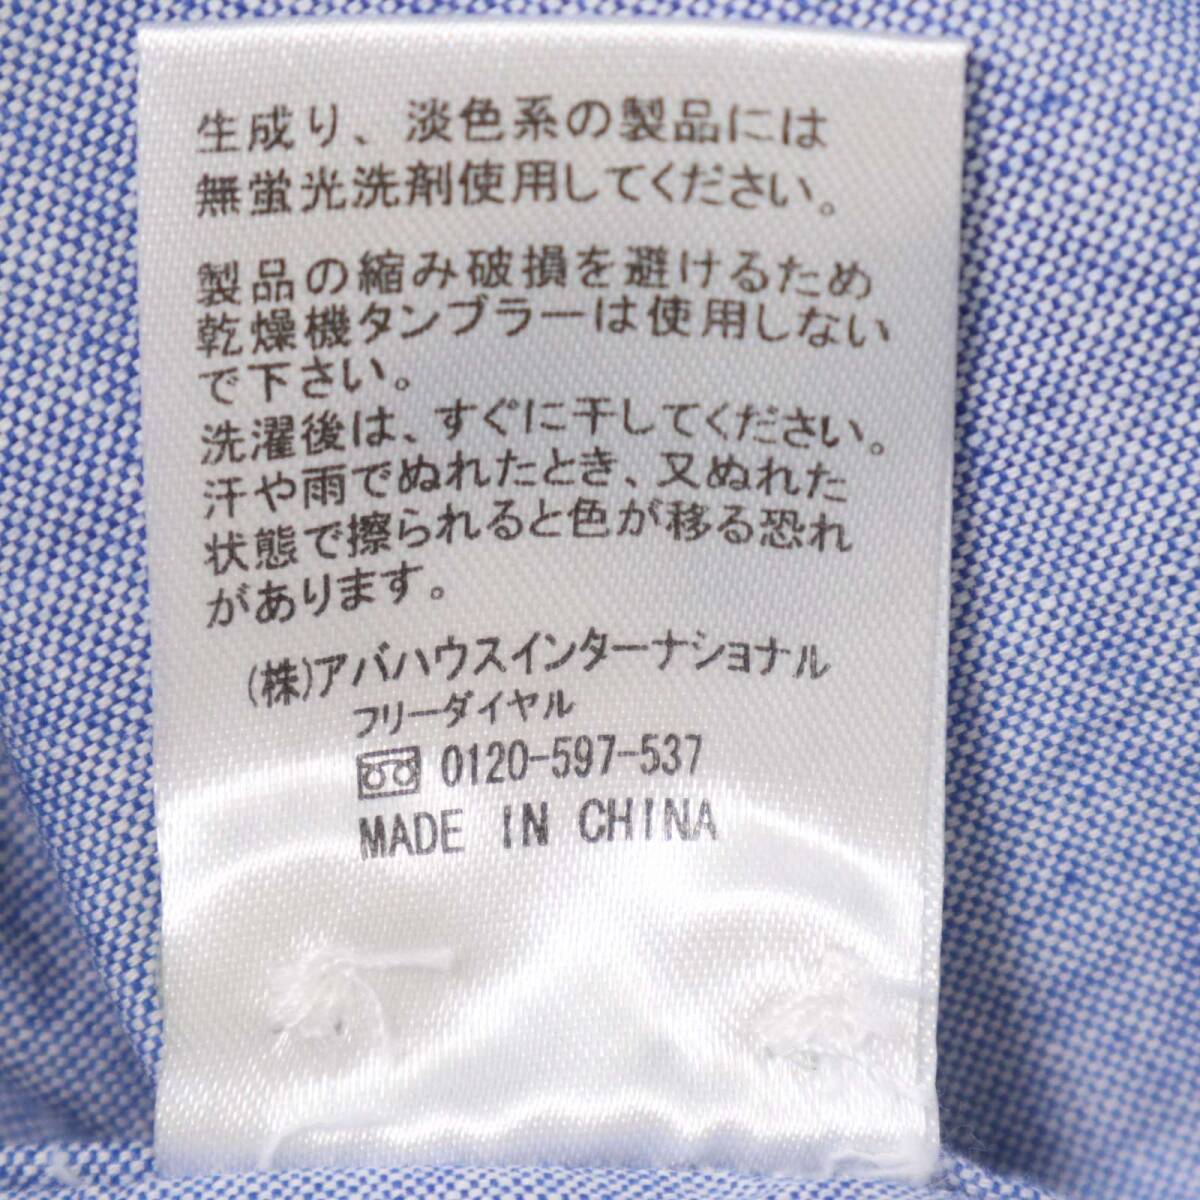 生成り、淡色系の製品には
無蛍光洗剤使用してください。
製品の縮み破損を避けるため
乾燥機タンブラーは使用しない
で下さい。
洗濯後は、すぐに干してください。
汗や雨でぬれたとき、又ぬれた
状態で擦られると色が移る恐れ
があります。
(株)アバハウスインターナショナル
フリーダイヤル
0120-597-537
MADE IN CHINA